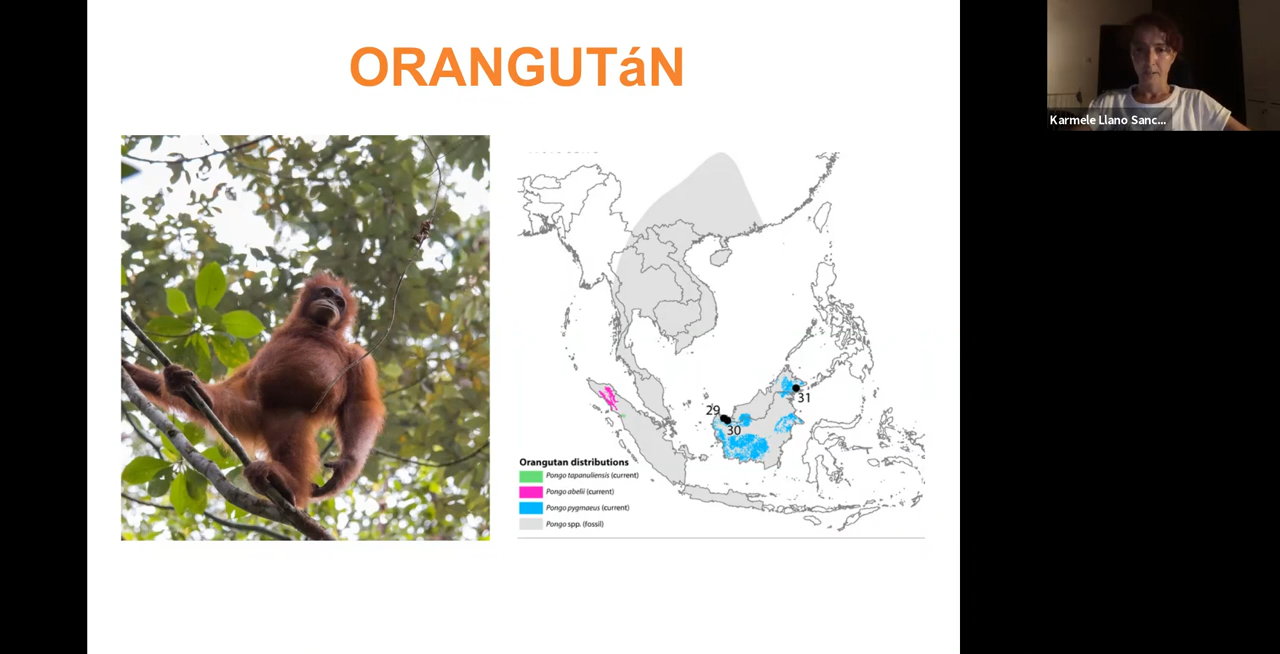 ORANGUTáN
Karmele Llano Sanc...
29
30
31
Orangutan distributions
Pongo tapanuliensis (current)
Pongo abelii (current)
Pongo pygmaeus (current)
Pongo spp. (fossil)